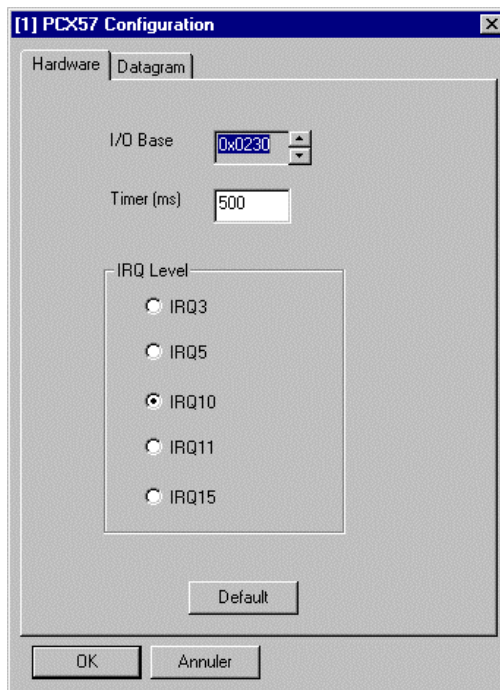 [1] PCX57 Configuration
Hardware Datagram
I/O Base 0x0230
Timer (ms) 500
IRQ Level
IRQ3
IRQ5
IRQ10
IRQ11
IRQ15
Default
OK Annuler